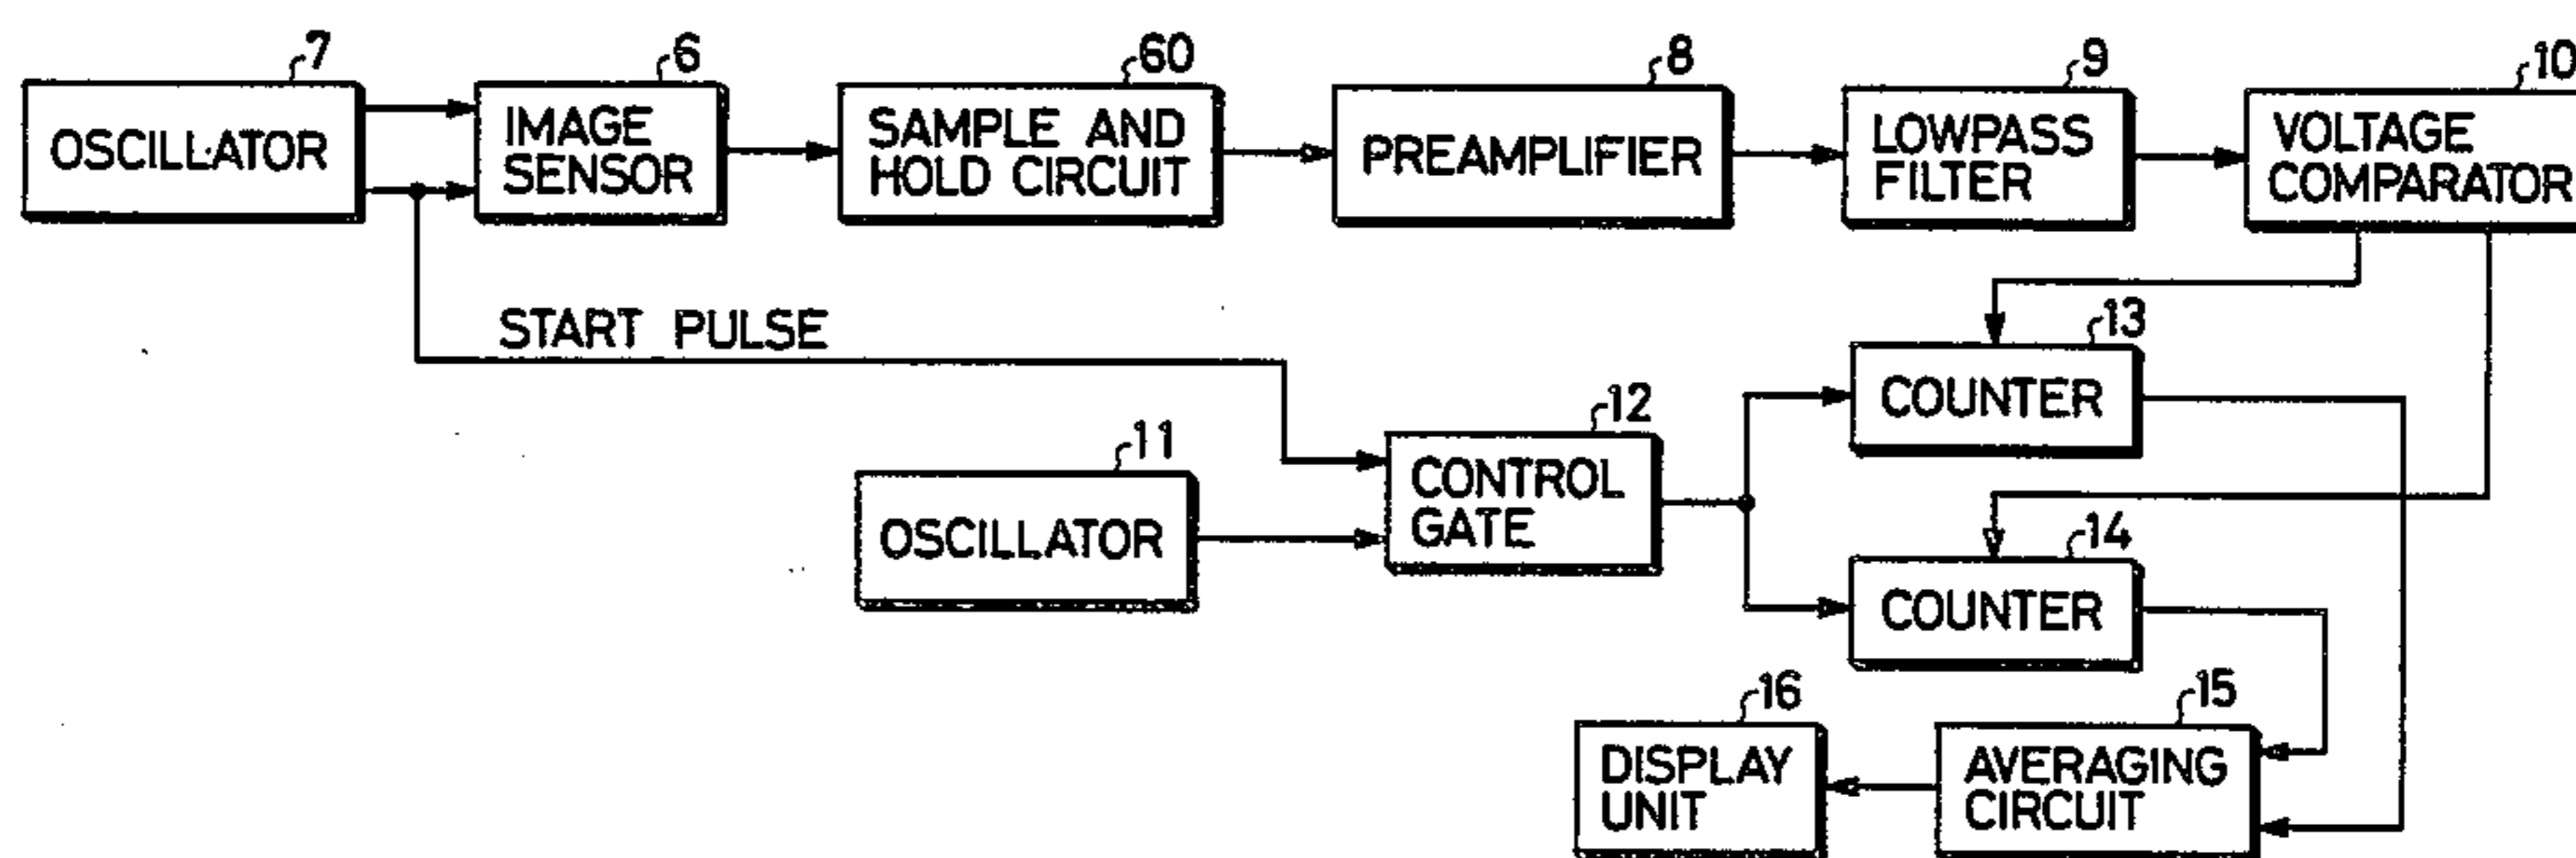 7
6
60
8
9
10
OSCILLATOR
IMAGE
SENSOR
SAMPLE AND
HOLD CIRCUIT
PREAMPLIFIER
LOWPASS
FILTER
VOLTAGE
COMPARATOR
START PULSE
13
COUNTER
12
CONTROL
GATE
11
OSCILLATOR
14
COUNTER
16
DISPLAY
UNIT
15
AVERAGING
CIRCUIT